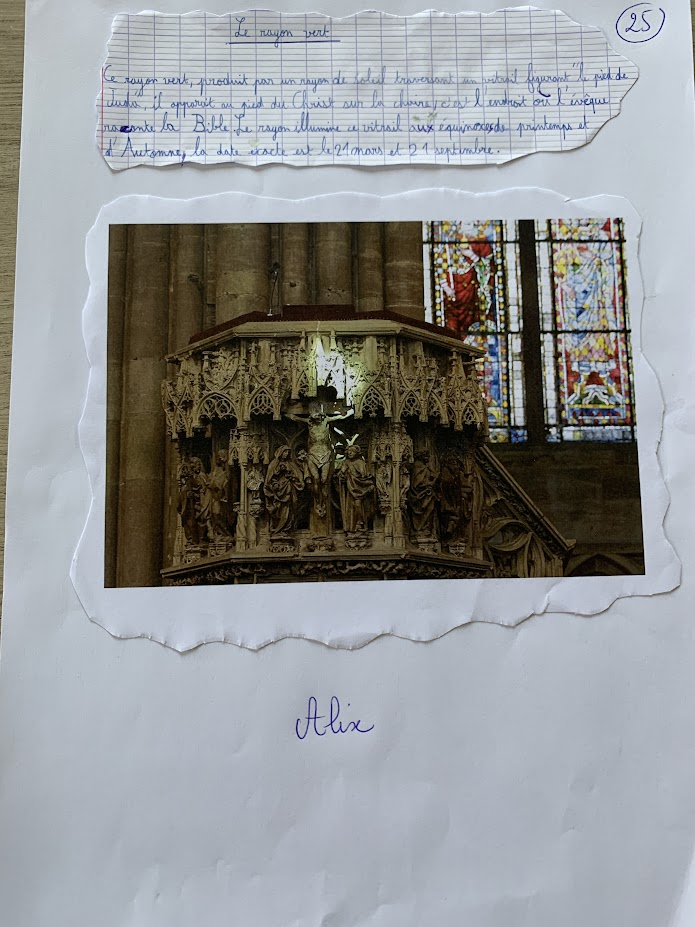 Le rayon vert
25
Ce rayon vert, produit par un rayon de soleil traversant un vitrail figurant "le pied de
Juda", il apparaît au pied du Christ sur la chaire, c'est l'endroit où l'évêque
raconte la Bible. Le rayon illumine ce vitrail aux équinoxes de printemps et
d'Automne, la date exacte est le 21 mars et 21 septembre.
Alix